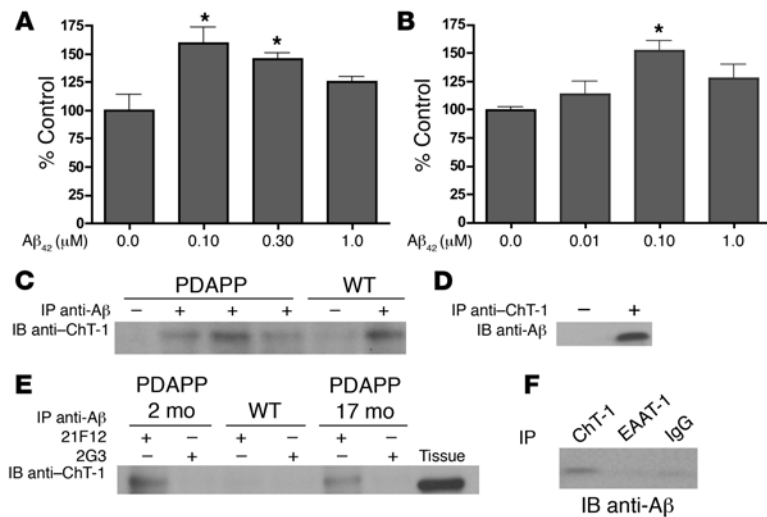 A
% Control
175
150
125
100
75
50
25
0
*
*
Aβ42 (μM)
0.0
0.10
0.30
1.0
B
% Control
175
150
125
100
75
50
25
0
*
Aβ42 (μM)
0.0
0.01
0.10
1.0
C
PDAPP WT
IP anti-Aβ – + + + – +
IB anti–ChT-1
D
IP anti–ChT-1 – +
IB anti-Aβ
E
PDAPP PDAPP
2 mo WT 17 mo
IP anti-Aβ
21F12 + – + – + –
2G3 – + – + – + Tissue
IB anti–ChT-1
F
IP ChT-1 EAAT-1 IgG
IB anti-Aβ